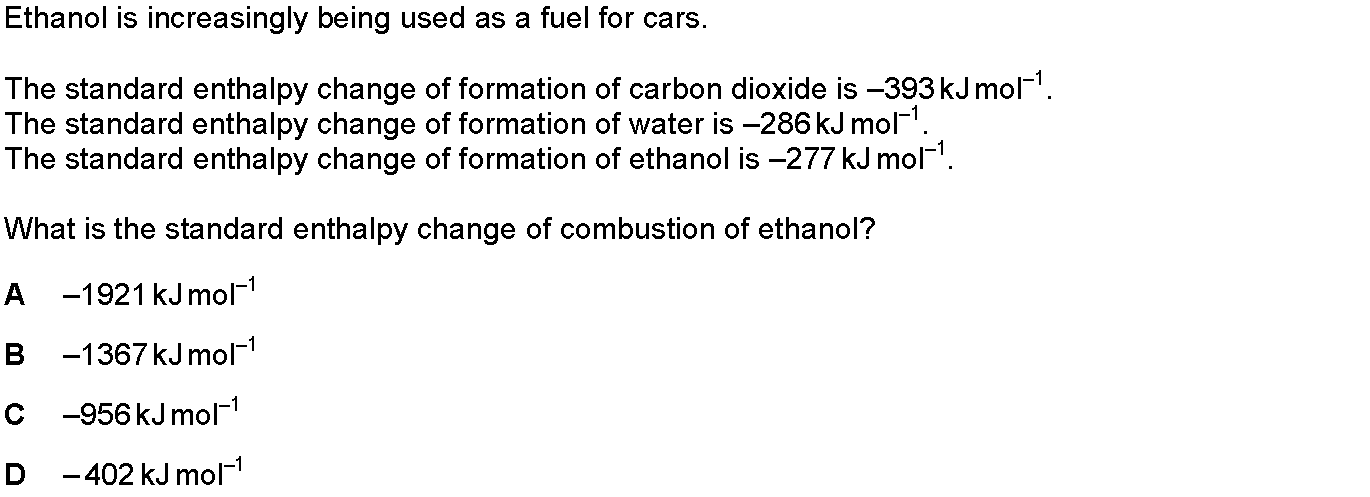 Ethanol is increasingly being used as a fuel for cars.
The standard enthalpy change of formation of carbon dioxide is –393 kJ mol⁻¹.
The standard enthalpy change of formation of water is –286 kJ mol⁻¹.
The standard enthalpy change of formation of ethanol is –277 kJ mol⁻¹.
What is the standard enthalpy change of combustion of ethanol?
A –1921 kJ mol⁻¹
B –1367 kJ mol⁻¹
C –956 kJ mol⁻¹
D –402 kJ mol⁻¹